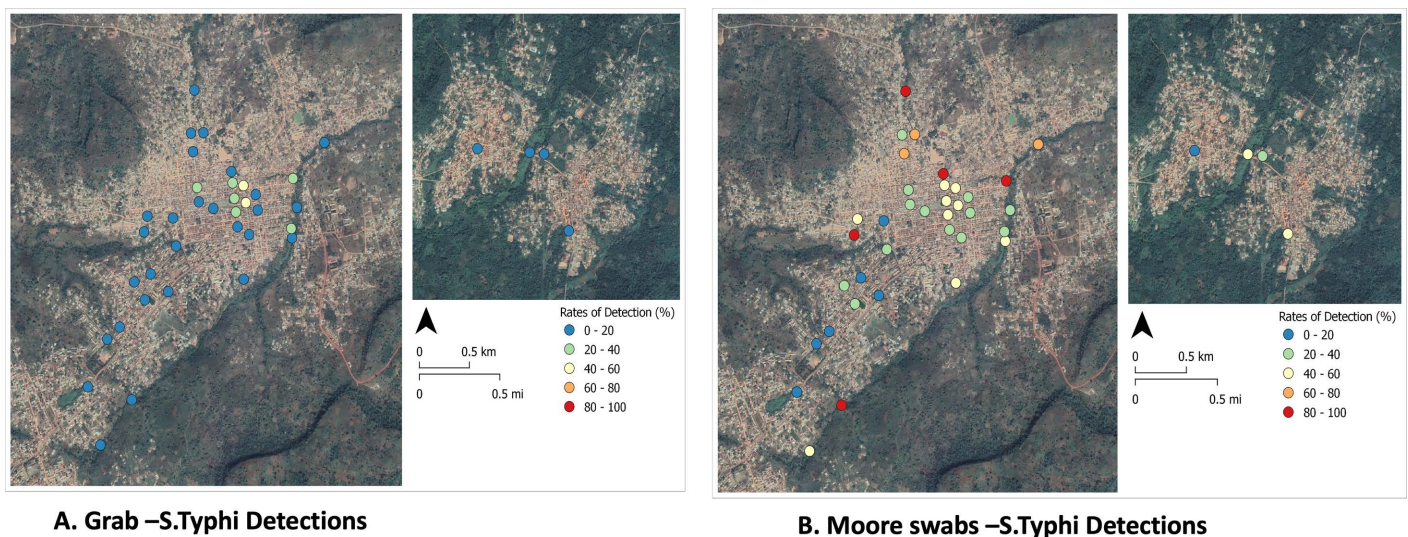 Rates of Detection (%)
0 - 20
20 - 40
40 - 60
60 - 80
80 - 100
0 0.5 km
0 0.5 mi
A. Grab –S.Typhi Detections
Rates of Detection (%)
0 - 20
20 - 40
40 - 60
60 - 80
80 - 100
0 0.5 km
0 0.5 mi
B. Moore swabs –S.Typhi Detections